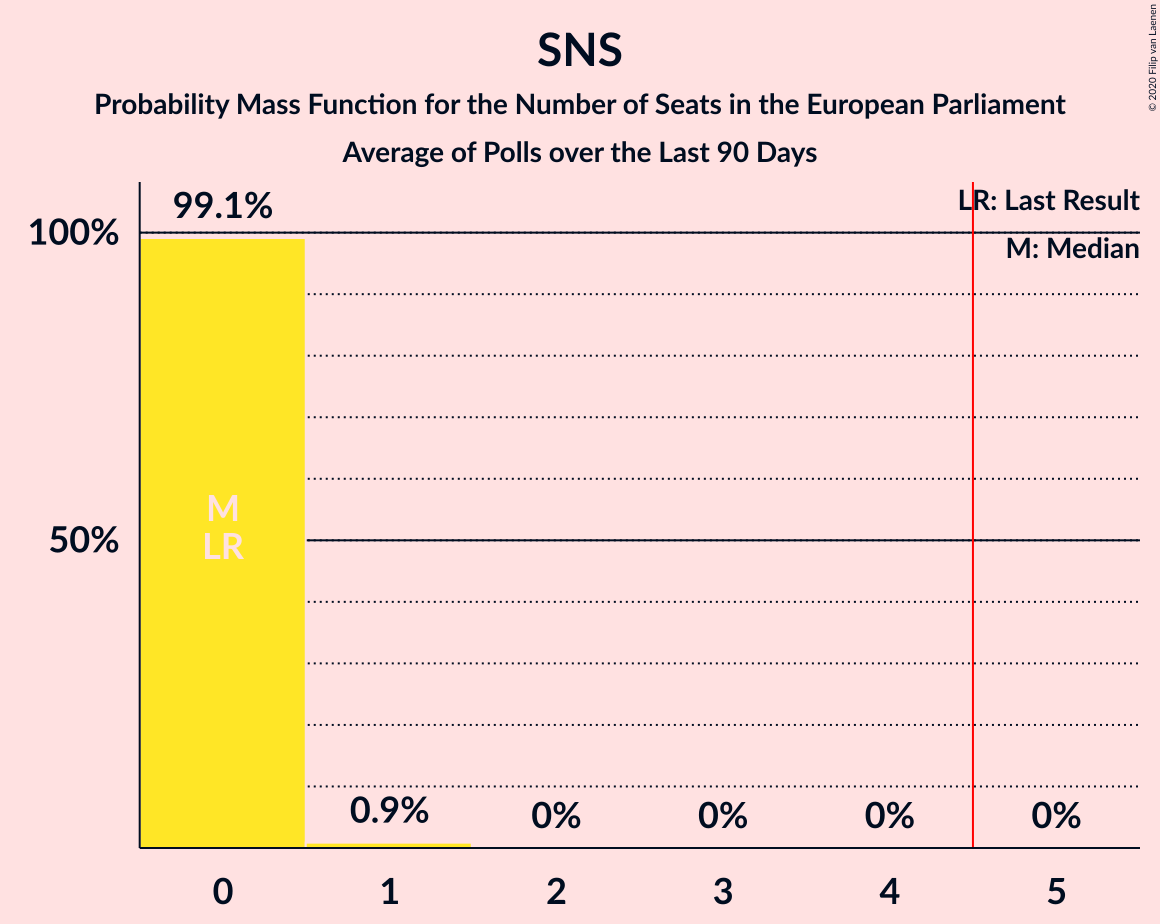 SNS
Probability Mass Function for the Number of Seats in the European Parliament
Average of Polls over the Last 90 Days
© 2020 Filip van Laenen
LR: Last Result
M: Median
99.1%
100%
M
LR
50%
0.9%
0%
0%
0%
0%
0
1
2
3
4
5